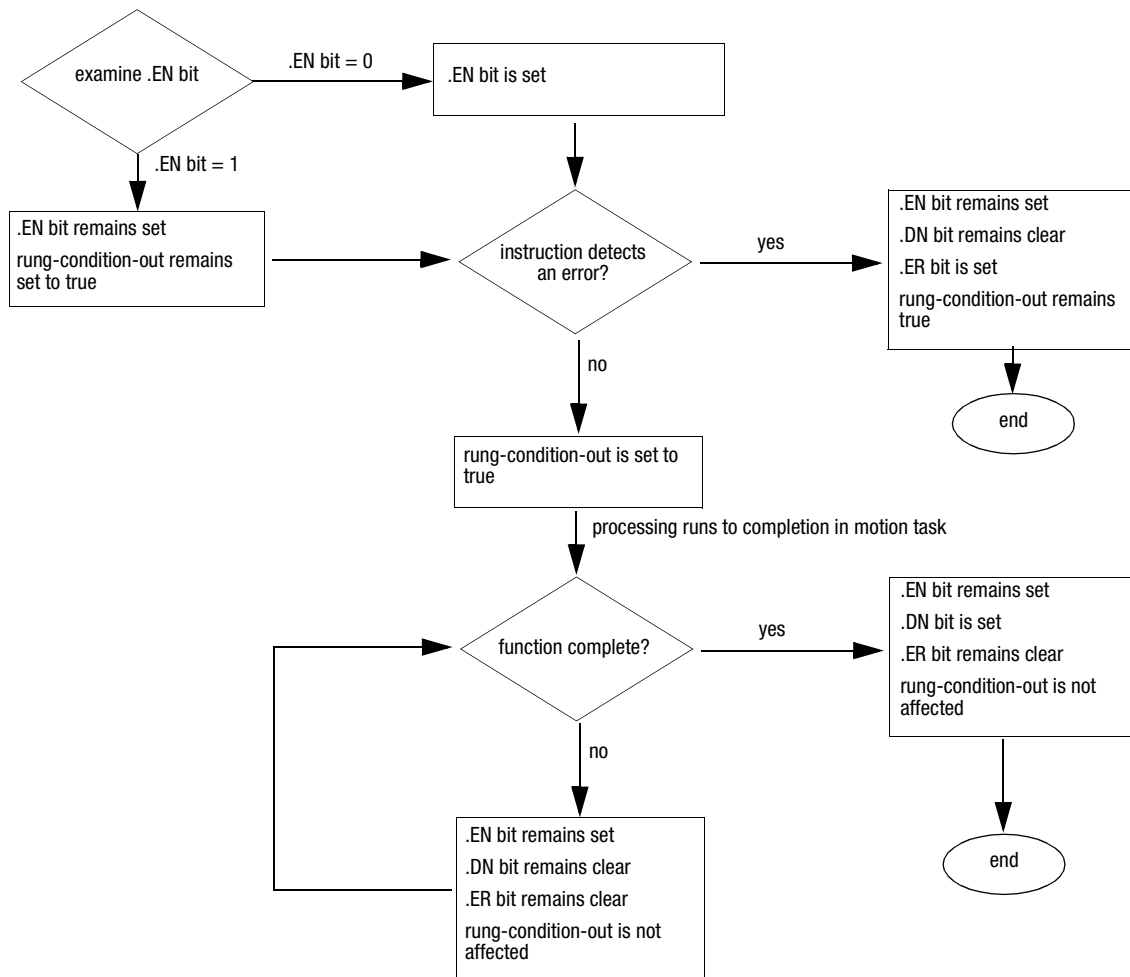 examine .EN bit
.EN bit = 0
.EN bit is set
.EN bit = 1
.EN bit remains set
rung-condition-out remains
set to true
instruction detects
an error?
yes
.EN bit remains set
.DN bit remains clear
.ER bit is set
rung-condition-out remains
true
end
no
rung-condition-out is set to
true
processing runs to completion in motion task
function complete?
yes
.EN bit remains set
.DN bit is set
.ER bit remains clear
rung-condition-out is not
affected
end
no
.EN bit remains set
.DN bit remains clear
.ER bit remains clear
rung-condition-out is not
affected